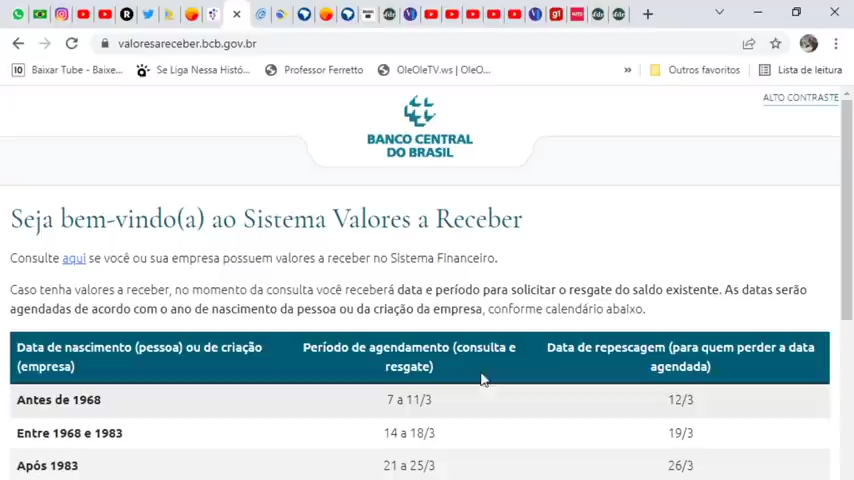 valoresareceber.bcb.gov.br
Baixar Tube - Baixe...
Se Liga Nessa Histó...
Professor Ferretto
OleOleTV.ws | OleO...
»
Outros favoritos
Lista de leitura
ALTO CONTRASTE
BANCO CENTRAL
DO BRASIL
Seja bem-vindo(a) ao Sistema Valores a Receber
Consulte aqui se você ou sua empresa possuem valores a receber no Sistema Financeiro.
Caso tenha valores a receber, no momento da consulta você receberá data e período para solicitar o resgate do saldo existente. As datas serão
agendadas de acordo com o ano de nascimento da pessoa ou da criação da empresa, conforme calendário abaixo.
Data de nascimento (pessoa) ou de criação
(empresa)
Período de agendamento (consulta e
resgate)
Data de repescagem (para quem perder a data
agendada)
Antes de 1968 7 a 11/3 12/3
Entre 1968 e 1983 14 a 18/3 19/3
Após 1983 21 a 25/3 26/3